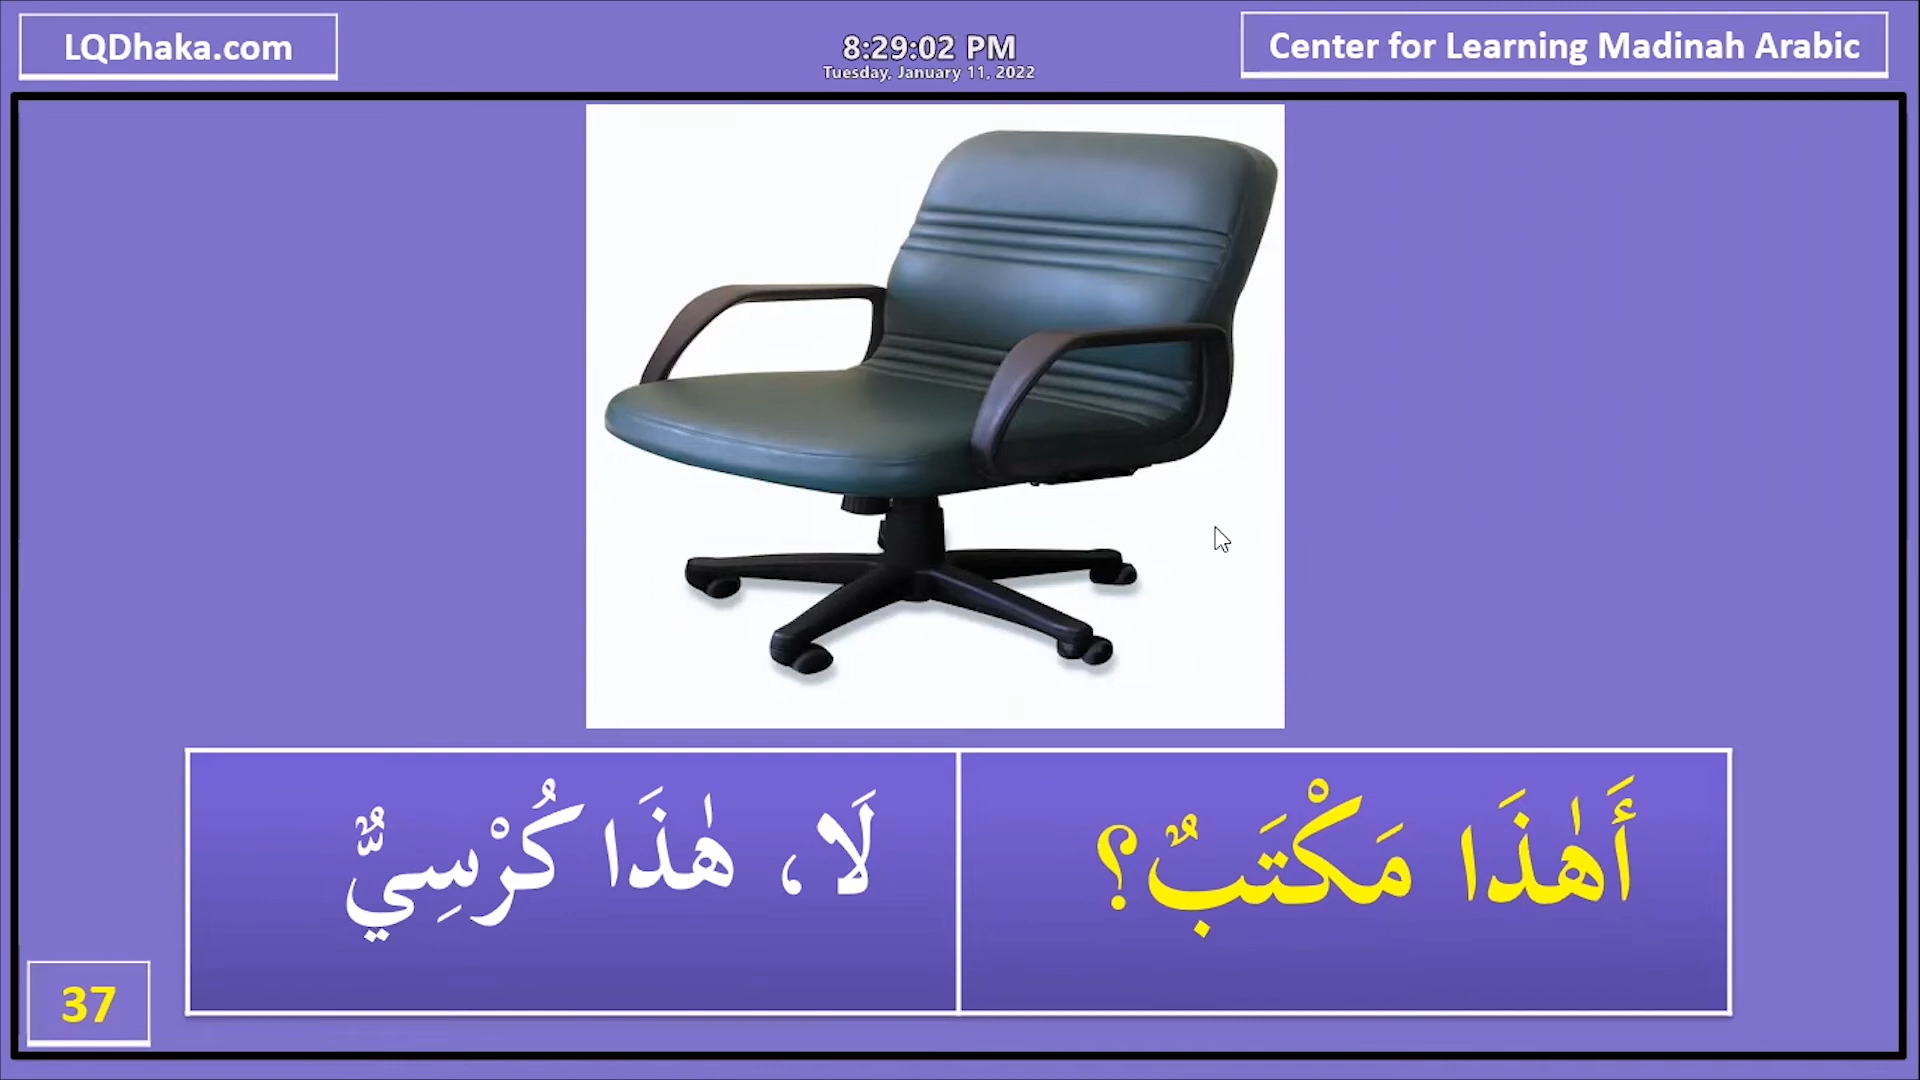 LQDhaka.com
8:29:02 PM
Tuesday, January 11, 2022
Center for Learning Madinah Arabic
أَهٰذَا مَكْتَبٌ؟
لَا، هٰذَا كُرْسِيٌّ
37